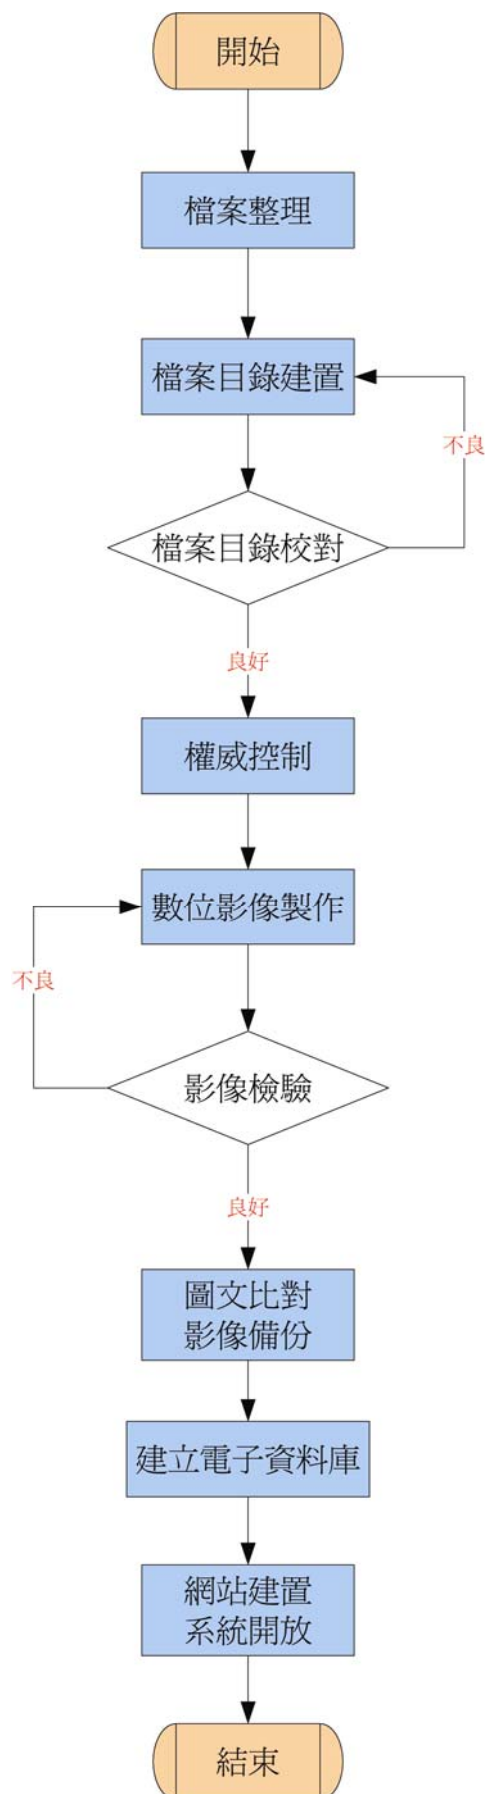 開始
檔案整理
檔案目錄建置
不良
檔案目錄校對
良好
權威控制
數位影像製作
不良
影像檢驗
良好
圖文比對
影像備份
建立電子資料庫
網站建置
系統開放
結束